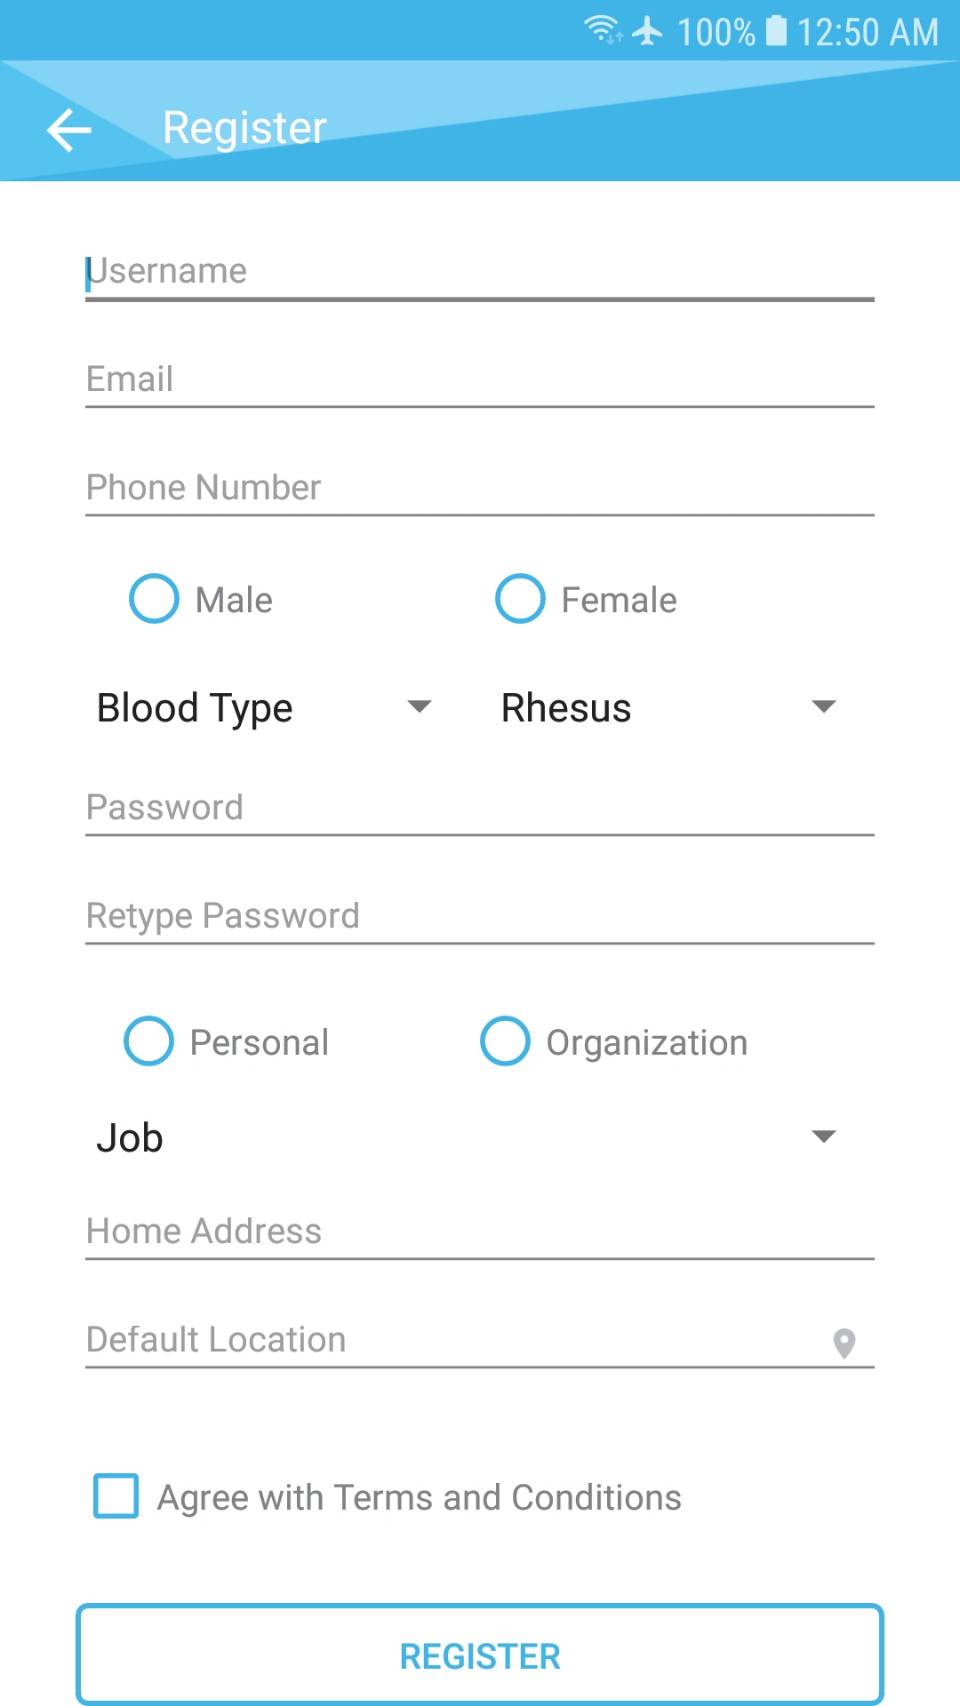 100% 12:50 AM
Register
Username
Email
Phone Number
Male Female
Blood Type Rhesus
Password
Retype Password
Personal Organization
Job
Home Address
Default Location
Agree with Terms and Conditions
REGISTER